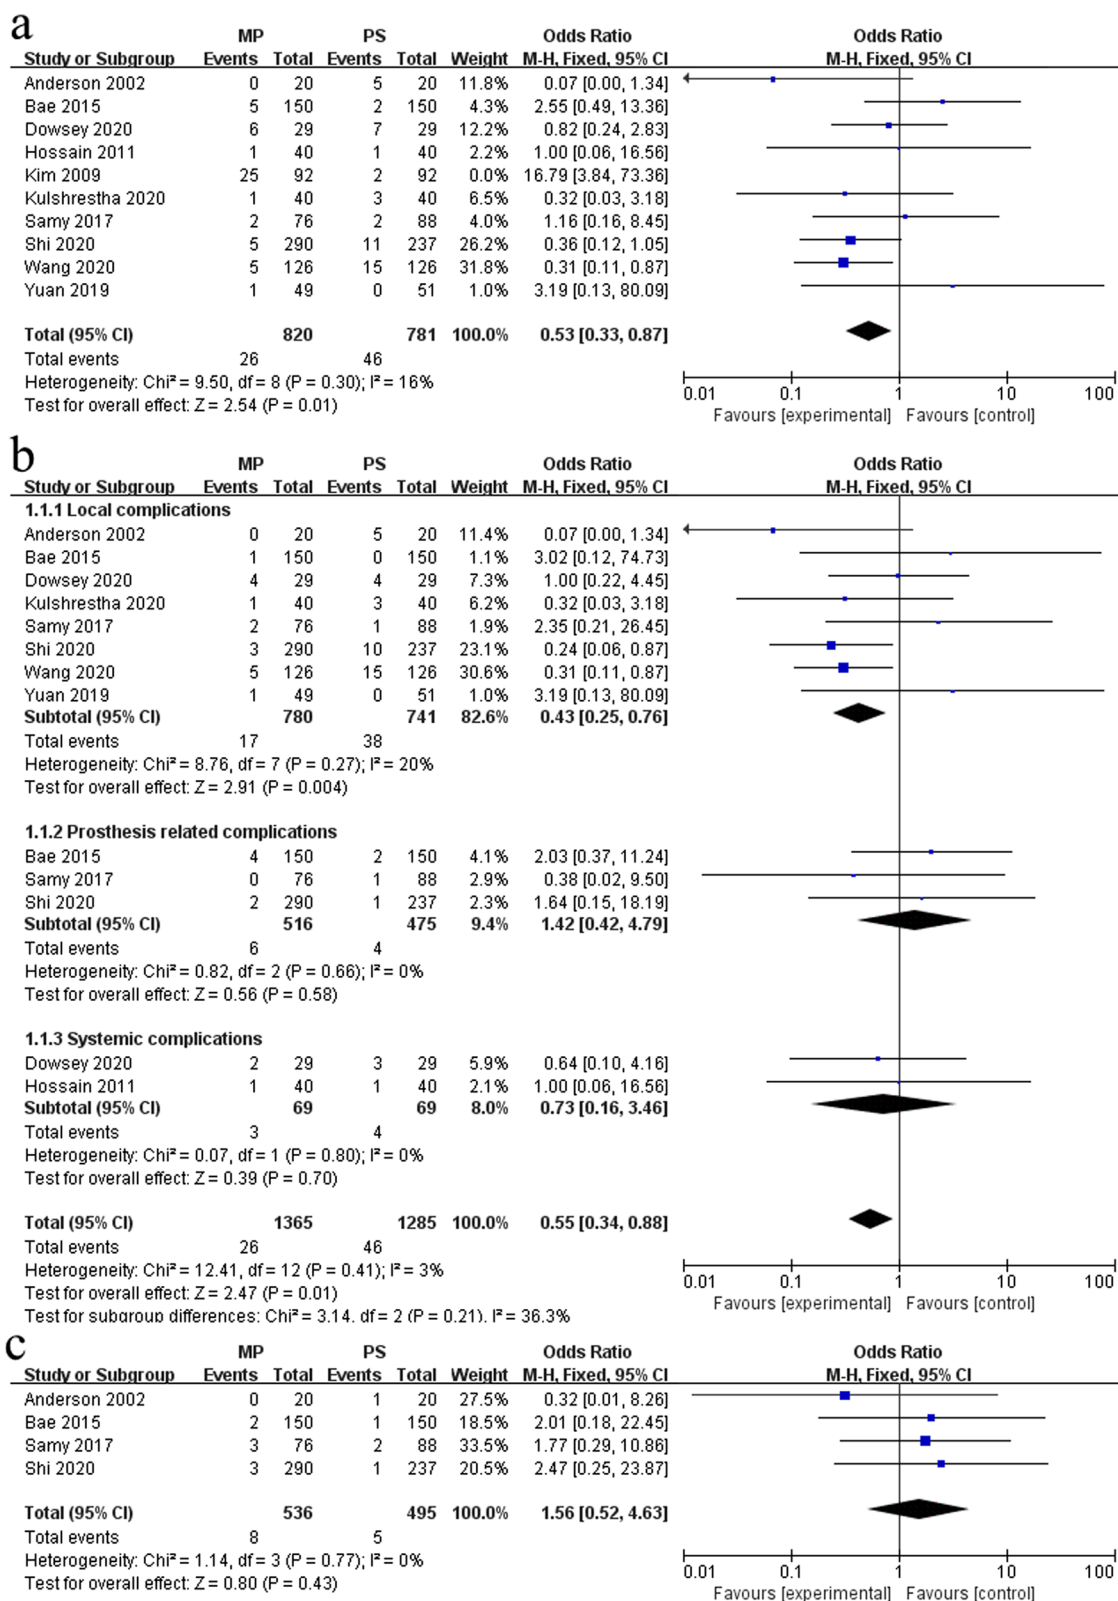 a
MP PS Odds Ratio Odds Ratio
Study or Subgroup Events Total Events Total Weight M-H, Fixed, 95% CI M-H, Fixed, 95% CI
Anderson 2002 0 20 5 20 11.8% 0.07 [0.00, 1.34]
Bae 2015 5 150 2 150 4.3% 2.55 [0.49, 13.36]
Dowsey 2020 6 29 7 29 12.2% 0.82 [0.24, 2.83]
Hossain 2011 1 40 1 40 2.2% 1.00 [0.06, 16.56]
Kim 2009 25 92 2 92 0.0% 16.79 [3.84, 73.36]
Kulshrestha 2020 1 40 3 40 6.5% 0.32 [0.03, 3.18]
Samy 2017 2 76 2 88 4.0% 1.16 [0.16, 8.45]
Shi 2020 5 290 11 237 26.2% 0.36 [0.12, 1.05]
Wang 2020 5 126 15 126 31.8% 0.31 [0.11, 0.87]
Yuan 2019 1 49 0 51 1.0% 3.19 [0.13, 80.09]
Total (95% CI) 820 781 100.0% 0.53 [0.33, 0.87]
Total events 26 46
Heterogeneity: Chi² = 9.50, df = 8 (P = 0.30); I² = 16%
Test for overall effect: Z = 2.54 (P = 0.01)
0.01 0.1 1 10 100
Favours [experimental] Favours [control]
b
MP PS Odds Ratio Odds Ratio
Study or Subgroup Events Total Events Total Weight M-H, Fixed, 95% CI M-H, Fixed, 95% CI
1.1.1 Local complications
Anderson 2002 0 20 5 20 11.4% 0.07 [0.00, 1.34]
Bae 2015 1 150 0 150 1.1% 3.02 [0.12, 74.73]
Dowsey 2020 4 29 4 29 7.3% 1.00 [0.22, 4.45]
Kulshrestha 2020 1 40 3 40 6.2% 0.32 [0.03, 3.18]
Samy 2017 2 76 1 88 1.9% 2.35 [0.21, 26.45]
Shi 2020 3 290 10 237 23.1% 0.24 [0.06, 0.87]
Wang 2020 5 126 15 126 30.6% 0.31 [0.11, 0.87]
Yuan 2019 1 49 0 51 1.0% 3.19 [0.13, 80.09]
Subtotal (95% CI) 780 741 82.6% 0.43 [0.25, 0.76]
Total events 17 38
Heterogeneity: Chi² = 8.76, df = 7 (P = 0.27); I² = 20%
Test for overall effect: Z = 2.91 (P = 0.004)
1.1.2 Prosthesis related complications
Bae 2015 4 150 2 150 4.1% 2.03 [0.37, 11.24]
Samy 2017 0 76 1 88 2.9% 0.38 [0.02, 9.50]
Shi 2020 2 290 1 237 2.3% 1.64 [0.15, 18.19]
Subtotal (95% CI) 516 475 9.4% 1.42 [0.42, 4.79]
Total events 6 4
Heterogeneity: Chi² = 0.82, df = 2 (P = 0.66); I² = 0%
Test for overall effect: Z = 0.56 (P = 0.58)
1.1.3 Systemic complications
Dowsey 2020 2 29 3 29 5.9% 0.64 [0.10, 4.16]
Hossain 2011 1 40 1 40 2.1% 1.00 [0.06, 16.56]
Subtotal (95% CI) 69 69 8.0% 0.73 [0.16, 3.46]
Total events 3 4
Heterogeneity: Chi² = 0.07, df = 1 (P = 0.80); I² = 0%
Test for overall effect: Z = 0.39 (P = 0.70)
Total (95% CI) 1365 1285 100.0% 0.55 [0.34, 0.88]
Total events 26 46
Heterogeneity: Chi² = 12.41, df = 12 (P = 0.41); I² = 3%
Test for overall effect: Z = 2.47 (P = 0.01)
Test for subgroup differences: Chi² = 3.14, df = 2 (P = 0.21), I² = 36.3%
0.01 0.1 1 10 100
Favours [experimental] Favours [control]
c
MP PS Odds Ratio Odds Ratio
Study or Subgroup Events Total Events Total Weight M-H, Fixed, 95% CI M-H, Fixed, 95% CI
Anderson 2002 0 20 1 20 27.5% 0.32 [0.01, 8.26]
Bae 2015 2 150 1 150 18.5% 2.01 [0.18, 22.45]
Samy 2017 3 76 2 88 33.5% 1.77 [0.29, 10.86]
Shi 2020 3 290 1 237 20.5% 2.47 [0.25, 23.87]
Total (95% CI) 536 495 100.0% 1.56 [0.52, 4.63]
Total events 8 5
Heterogeneity: Chi² = 1.14, df = 3 (P = 0.77); I² = 0%
Test for overall effect: Z = 0.80 (P = 0.43)
0.01 0.1 1 10 100
Favours [experimental] Favours [control]